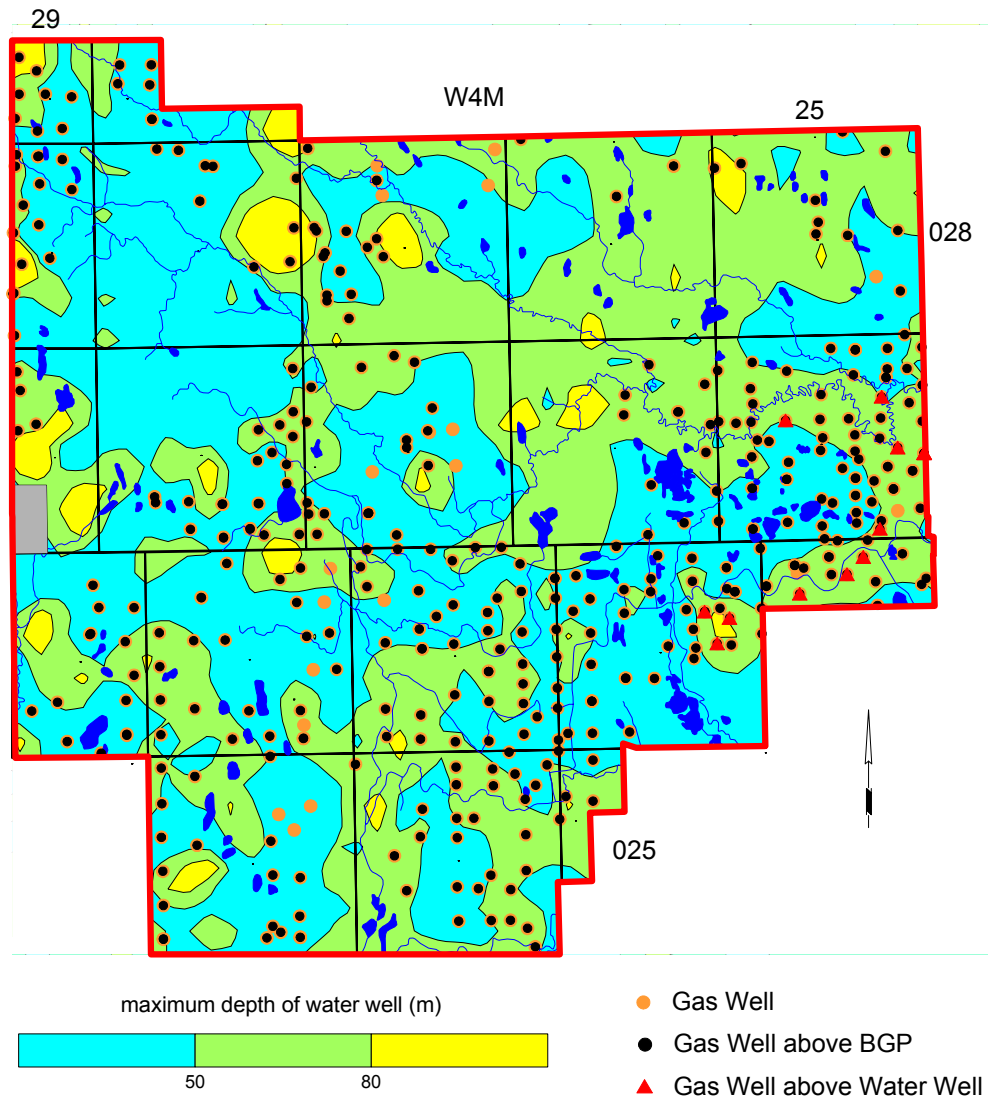 29
W4M
25
028
025
maximum depth of water well (m)
50 80
Gas Well
Gas Well above BGP
Gas Well above Water Well